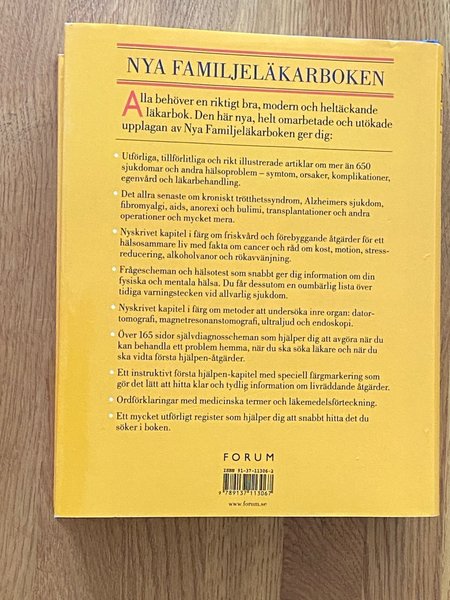 NYA FAMILJELÄKARBOKEN
Alla behöver en riktigt bra, modern och heltäckande
läkarbok. Den här nya, helt omarbetade och utökade
upplagan av Nya Familjeläkarboken ger dig:
• Utförliga, tillförlitliga och rikt illustrerade artiklar om mer än 650
sjukdomar och andra hälsoproblem – symtom, orsaker, komplikationer,
egenvård och läkarbehandling.
• Det allra senaste om kroniskt trötthetssyndrom, Alzheimers sjukdom,
fibromyalgi, aids, anorexi och bulimi, transplantationer och andra
operationer och mycket mera.
• Nyskrivet kapitel i färg om friskvård och förebyggande åtgärder för ett
hälsosammare liv med fakta om cancer och råd om kost, motion, stress-
reducering, alkoholvanor och rökavvänjning.
• Frågescheman och hälsotest som snabbt ger dig information om din
fysiska och mentala hälsa. Du får dessutom en oumbärlig lista över
tidiga varningstecken vid allvarlig sjukdom.
• Nyskrivet kapitel i färg om metoder att undersöka inre organ: dator-
tomografi, magnetresonanstomografi, ultraljud och endoskopi.
• Över 165 sidor självdiagnosscheman som hjälper dig att avgöra när du
kan behandla ett problem hemma, när du ska söka läkare och när du
ska vidta första hjälpen-åtgärder.
• Ett instruktivt första hjälpen-kapitel med speciell färgmarkering som
gör det lätt att hitta klar och tydlig information om livräddande åtgärder.
• Ordförklaringar med medicinska termer och läkemedelsförteckning.
• Ett mycket utförligt register som hjälper dig att snabbt hitta det du
söker i boken.
FORUM
ISBN 91-37-11306-2
9 789137 113067
www.forum.se